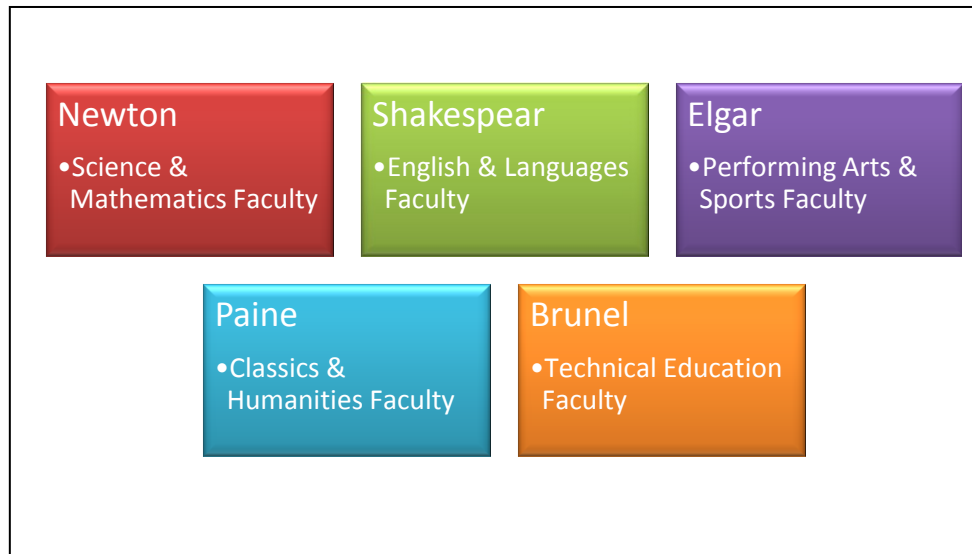 Newton
•Science &
Mathematics Faculty
Shakespear
•English & Languages
Faculty
Elgar
•Performing Arts &
Sports Faculty
Paine
•Classics &
Humanities Faculty
Brunel
•Technical Education
Faculty